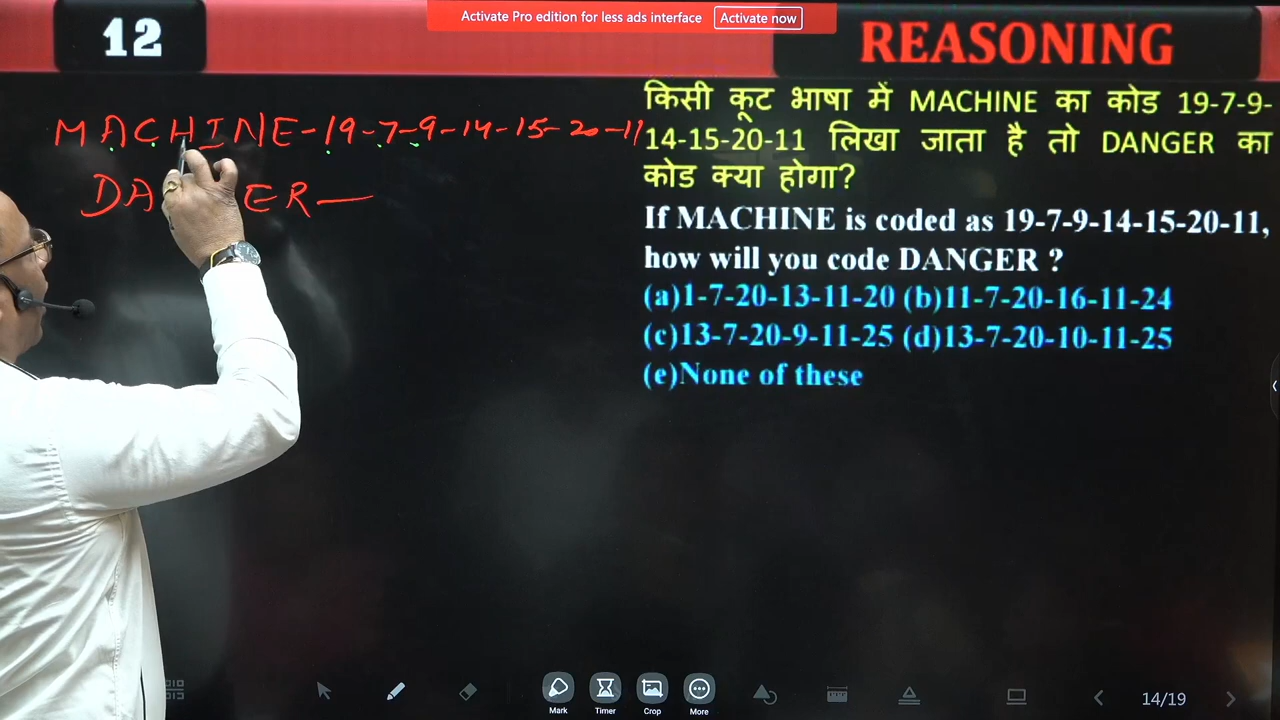 Activate Pro edition for less ads interface Activate now
12
REASONING
MACHINE-19-7-9-14-15-20-11
DA ER—
किसी कूट भाषा में MACHINE का कोड 19-7-9-
14-15-20-11 लिखा जाता है तो DANGER का
कोड क्या होगा?
If MACHINE is coded as 19-7-9-14-15-20-11,
how will you code DANGER ?
(a)1-7-20-13-11-20 (b)11-7-20-16-11-24
(c)13-7-20-9-11-25 (d)13-7-20-10-11-25
(e)None of these
Mark Timer Crop More
14/19